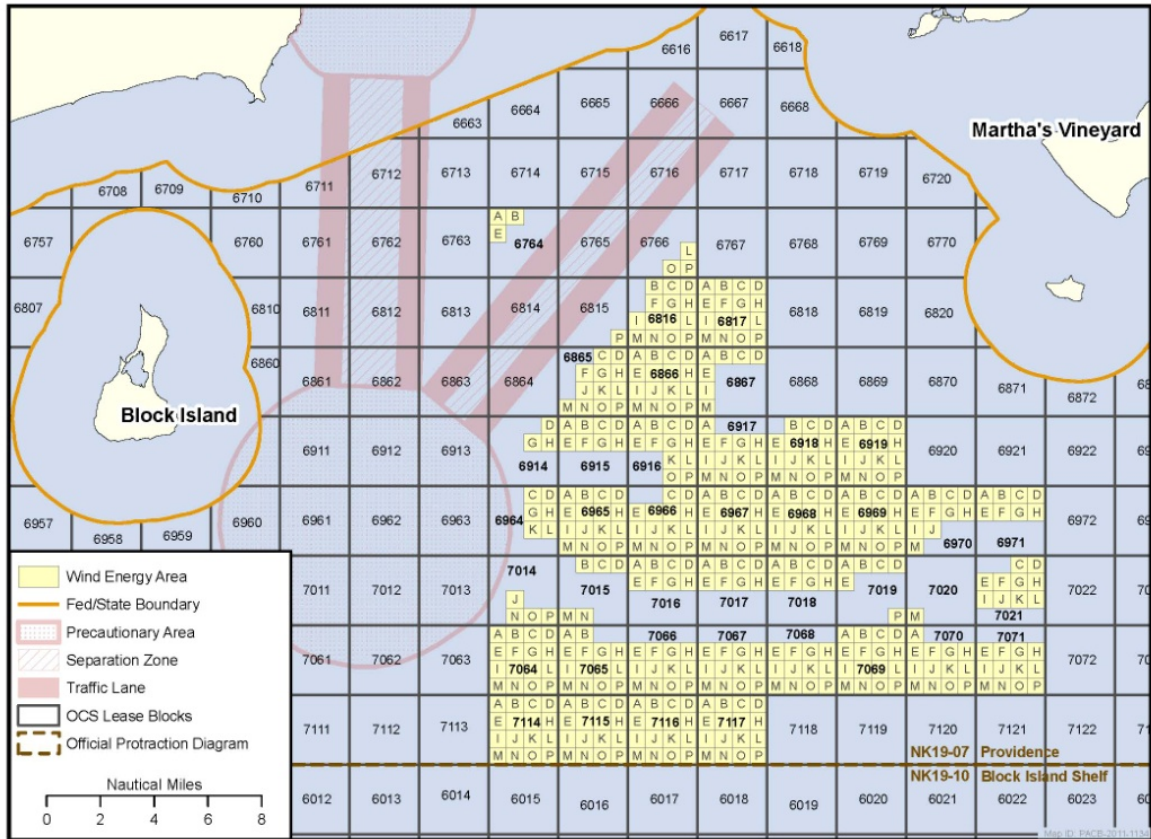 6616 6617 6618
6663 6664 6665 6666 6667 6668
Martha's Vineyard
6711 6712 6713 6714 6715 6716 6717 6718 6719 6720
6708 6709 6710
A B
E
6757 6760 6761 6762 6763 6764 6765 6766 6767 6768 6769 6770
L
O P
B C D A B C D
F G H E F G H
6807 6810 6811 6812 6813 6814 6815 I 6816 L I 6817 L 6818 6819 6820
P M N O P M N O P
6865 C D A B C D A B C D
F G H E 6866 H E
6860 6861 6862 6863 6864 J K L I J K L I 6867 6868 6869 6870 6871 6872
M N O P M N O P M
Block Island
D A B C D A B C D A 6917 B C D A B C D
G H E F G H E F G H E F G H E 6918 H E 6919 H
6911 6912 6913 6914 6915 6916 K L I J K L I J K L I J K L 6920 6921 6922
O P M N O P M N O P M N O P
C D A B C D C D A B C D A B C D A B C D A B C D A B C D
G H E 6965 H E 6966 H E 6967 H E 6968 H E 6969 H E F G H E F G H
6957 6958 6959 6960 6961 6962 6963 6964 K L I J K L I J K L I J K L I J K L I J K L I J 6970 6971 6972
M N O P M N O P M N O P M N O P M N O P M
7014 B C D A B C D A B C D A B C D A B C D C D
E F G H E F G H E F G H E E F G H
7011 7012 7013 J 7015 7016 7017 7018 7019 7020 I J K L 7022
N O P M N P M 7021
A B C D A B 7066 7067 7068 A B C D A 7070 7071
E F G H E F G H E F G H E F G H E F G H E F G H E F G H E F G H
7061 7062 7063 I 7064 L I 7065 L I J K L I J K L I J K L I 7069 L I J K L I J K L 7072
M N O P M N O P M N O P M N O P M N O P M N O P M N O P M N O P
A B C D A B C D A B C D A B C D
E 7114 H E 7115 H E 7116 H E 7117 H
7111 7112 7113 I J K L I J K L I J K L I J K L 7118 7119 7120 7121 7122
M N O P M N O P M N O P M N O P
NK19-07 Providence
NK19-10 Block Island Shelf
6012 6013 6014 6015 6016 6017 6018 6019 6020 6021 6022 6023
Wind Energy Area
Fed/State Boundary
Precautionary Area
Separation Zone
Traffic Lane
OCS Lease Blocks
Official Protraction Diagram
Nautical Miles
0 2 4 6 8
Map ID: PACB-2011-1134